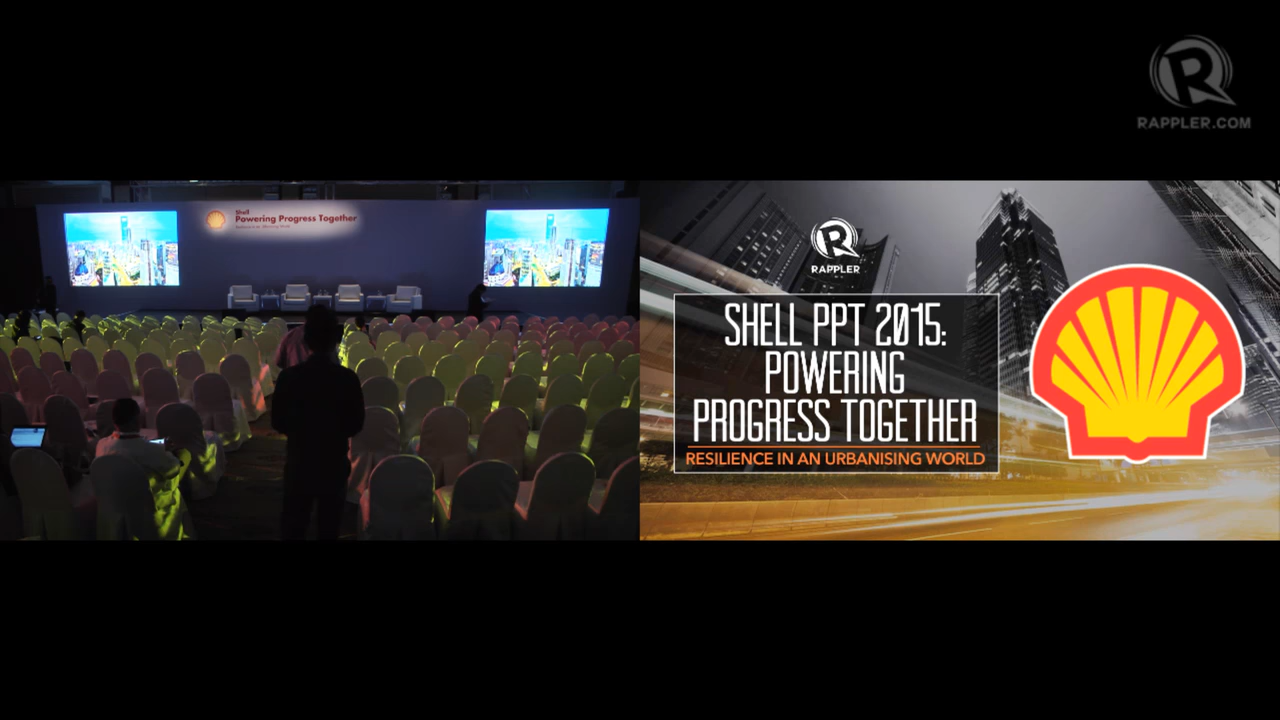 RAPPLER.COM
Shell
Powering Progress Together
RAPPLER
SHELL PPT 2015:
POWERING
PROGRESS TOGETHER
RESILIENCE IN AN URBANISING WORLD